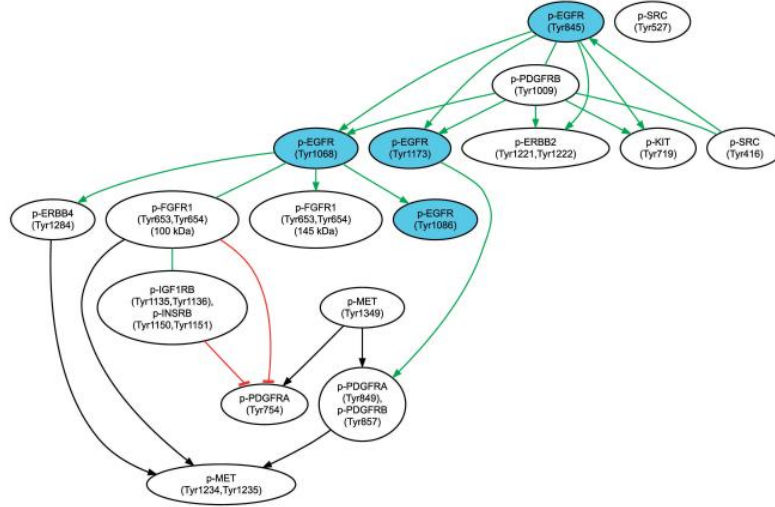 p-EGFR
(Tyr845)
p-SRC
(Tyr527)
p-PDGFRB
(Tyr1009)
p-EGFR
(Tyr1068)
p-EGFR
(Tyr1173)
p-ERBB2
(Tyr1221,Tyr1222)
p-KIT
(Tyr719)
p-SRC
(Tyr416)
p-ERBB4
(Tyr1284)
p-FGFR1
(Tyr653,Tyr654)
(100 kDa)
p-FGFR1
(Tyr653,Tyr654)
(145 kDa)
p-EGFR
(Tyr1086)
p-IGF1RB
(Tyr1135,Tyr1136),
p-INSRB
(Tyr1150,Tyr1151)
p-MET
(Tyr1349)
p-PDGFRA
(Tyr754)
p-PDGFRA
(Tyr849),
p-PDGFRB
(Tyr857)
p-MET
(Tyr1234,Tyr1235)